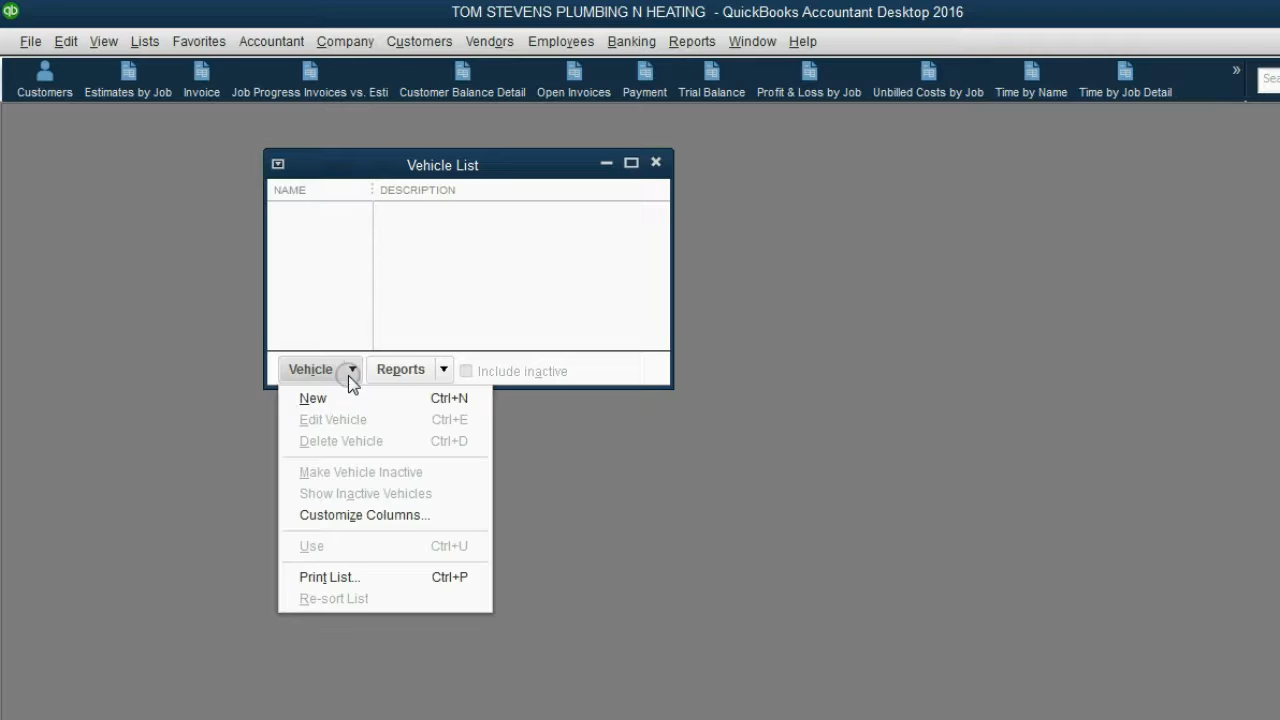 qb
TOM STEVENS PLUMBING N HEATING - QuickBooks Accountant Desktop 2016
File Edit View Lists Favorites Accountant Company Customers Vendors Employees Banking Reports Window Help
»
Customers Estimates by Job Invoice Job Progress Invoices vs. Esti Customer Balance Detail Open Invoices Payment Trial Balance Profit & Loss by Job Unbilled Costs by Job Time by Name Time by Job Detail
Sea
Vehicle List
NAME DESCRIPTION
Vehicle Reports Include inactive
New Ctrl+N
Edit Vehicle Ctrl+E
Delete Vehicle Ctrl+D
Make Vehicle Inactive
Show Inactive Vehicles
Customize Columns...
Use Ctrl+U
Print List... Ctrl+P
Re-sort List